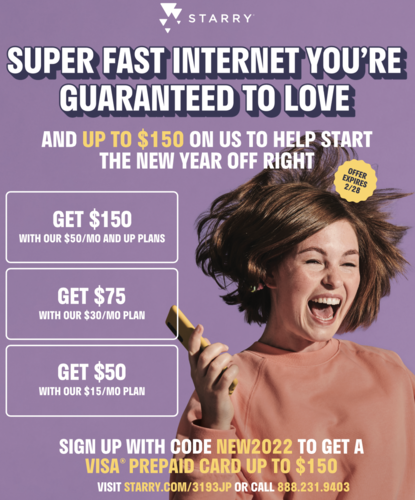 STARRY
SUPER FAST INTERNET YOU'RE
GUARANTEED TO LOVE
AND UP TO $150 ON US TO HELP START
THE NEW YEAR OFF RIGHT
OFFER
EXPIRES
2/28
GET $150
WITH OUR $50/MO AND UP PLANS
GET $75
WITH OUR $30/MO PLAN
GET $50
WITH OUR $15/MO PLAN
SIGN UP WITH CODE NEW2022 TO GET A
VISA® PREPAID CARD UP TO $150
VISIT STARRY.COM/3193JP OR CALL 888.231.9403